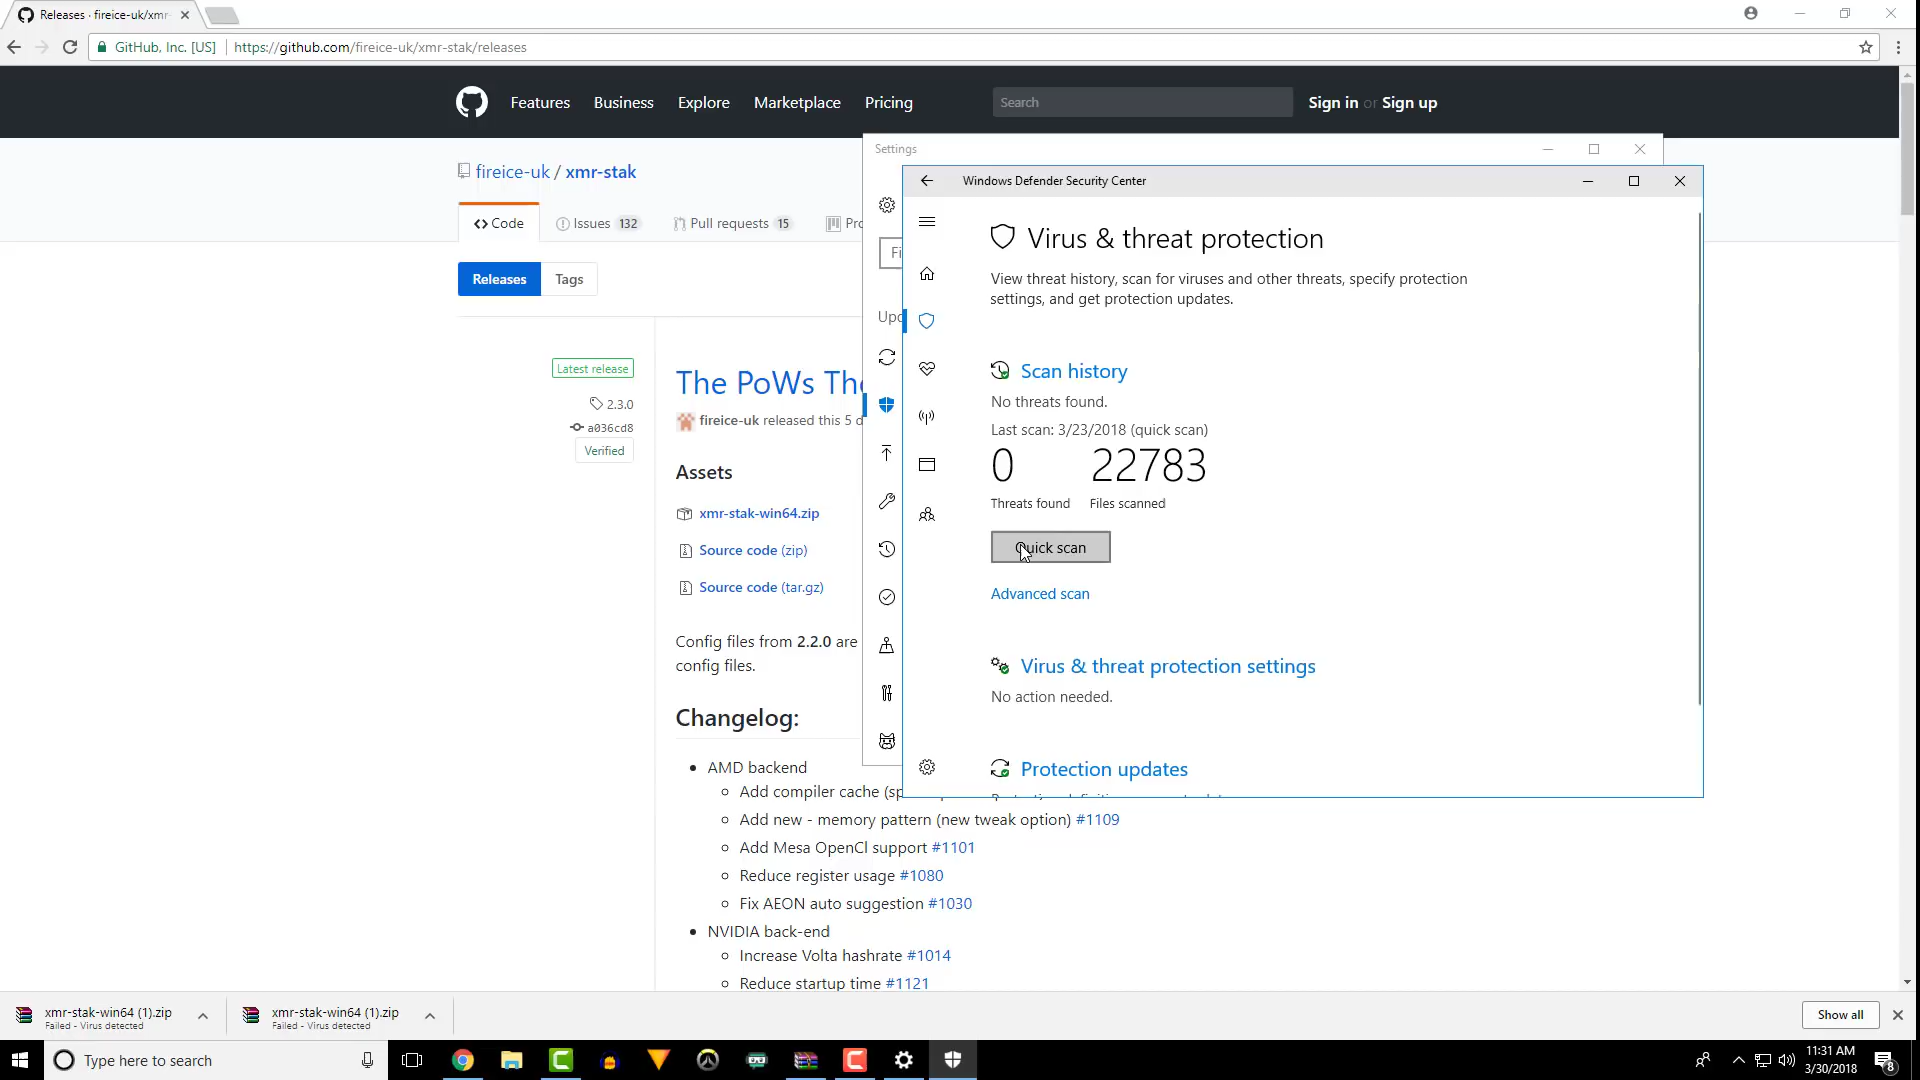 Releases · fireice-uk/xmr-
GitHub, Inc. [US]
https://github.com/fireice-uk/xmr-stak/releases
Features
Business
Explore
Marketplace
Pricing
Search
Sign in or Sign up
Settings
fireice-uk / xmr-stak
Windows Defender Security Center
Code
Issues 132
Pull requests 15
Pro
Virus & threat protection
View threat history, scan for viruses and other threats, specify protection
settings, and get protection updates.
Releases
Tags
Fi
Upd
Latest release
2.3.0
a036cd8
Verified
The PoWs The
fireice-uk released this 5 d
Scan history
No threats found.
Last scan: 3/23/2018 (quick scan)
0
22783
Threats found
Files scanned
Quick scan
Advanced scan
Assets
xmr-stak-win64.zip
Source code (zip)
Source code (tar.gz)
Virus & threat protection settings
No action needed.
Config files from 2.2.0 are
config files.
Changelog:
Protection updates
AMD backend
Add compiler cache (sp
Add new - memory pattern (new tweak option) #1109
Add Mesa OpenCl support #1101
Reduce register usage #1080
Fix AEON auto suggestion #1030
NVIDIA back-end
Increase Volta hashrate #1014
Reduce startup time #1121
xmr-stak-win64 (1).zip
Failed - Virus detected
xmr-stak-win64 (1).zip
Failed - Virus detected
Show all
Type here to search
11:31 AM
3/30/2018
8